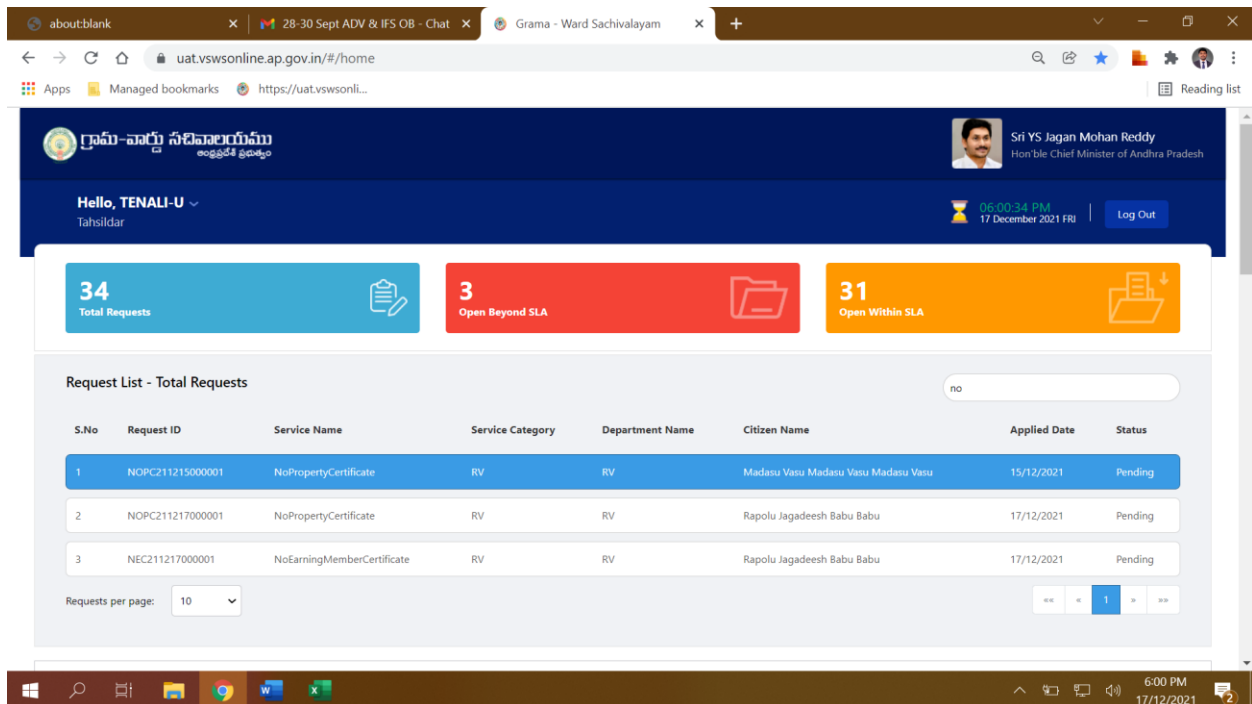 about:blank
28-30 Sept ADV & IFS OB - Chat
Grama - Ward Sachivalayam
uat.vswsonline.ap.gov.in/#/home
Apps Managed bookmarks https://uat.vswsonli... Reading list
గ్రామ-వార్డు సచివాలయము
ఆంధ్రప్రదేశ్ ప్రభుత్వం
Sri YS Jagan Mohan Reddy
Hon'ble Chief Minister of Andhra Pradesh
Hello, TENALI-U
Tahsildar
06:00:34 PM
17 December 2021 FRI
Log Out
34
Total Requests
3
Open Beyond SLA
31
Open Within SLA
Request List - Total Requests
no
S.No Request ID Service Name Service Category Department Name Citizen Name Applied Date Status
1 NOPC211215000001 NoPropertyCertificate RV RV Madasu Vasu Madasu Vasu Madasu Vasu 15/12/2021 Pending
2 NOPC211217000001 NoPropertyCertificate RV RV Rapolu Jagadeesh Babu Babu 17/12/2021 Pending
3 NEC211217000001 NoEarningMemberCertificate RV RV Rapolu Jagadeesh Babu Babu 17/12/2021 Pending
Requests per page: 10
«« « 1 » »»
6:00 PM
17/12/2021
2